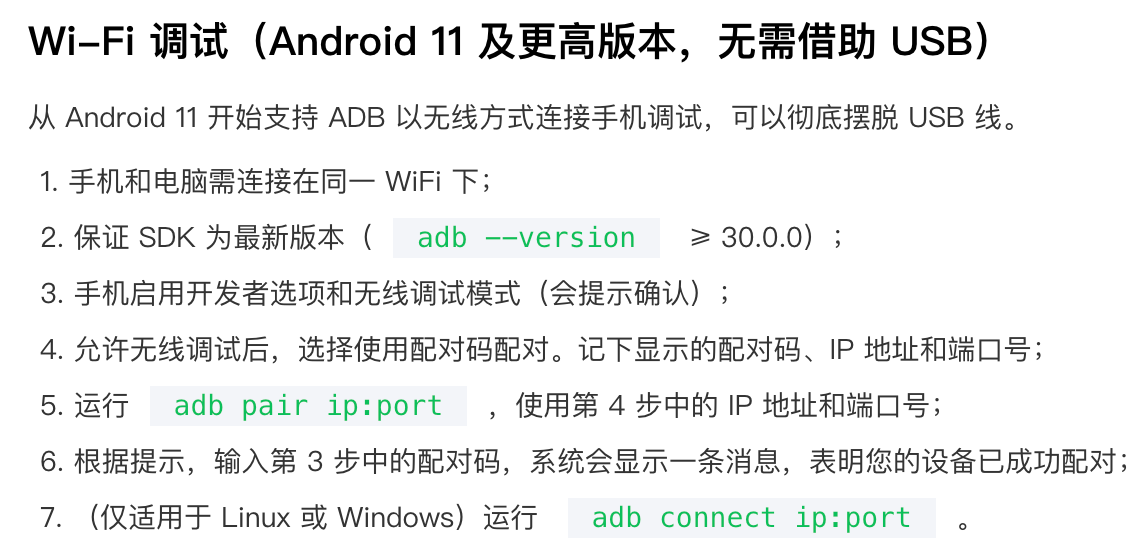 Wi-Fi 调试（Android 11 及更高版本，无需借助 USB）
从 Android 11 开始支持 ADB 以无线方式连接手机调试，可以彻底摆脱 USB 线。
1. 手机和电脑需连接在同一 WiFi 下；
2. 保证 SDK 为最新版本（ adb --version ≥ 30.0.0）；
3. 手机启用开发者选项和无线调试模式（会提示确认）；
4. 允许无线调试后，选择使用配对码配对。记下显示的配对码、IP 地址和端口号；
5. 运行 adb pair ip:port ，使用第 4 步中的 IP 地址和端口号；
6. 根据提示，输入第 3 步中的配对码，系统会显示一条消息，表明您的设备已成功配对；
7. （仅适用于 Linux 或 Windows）运行 adb connect ip:port 。